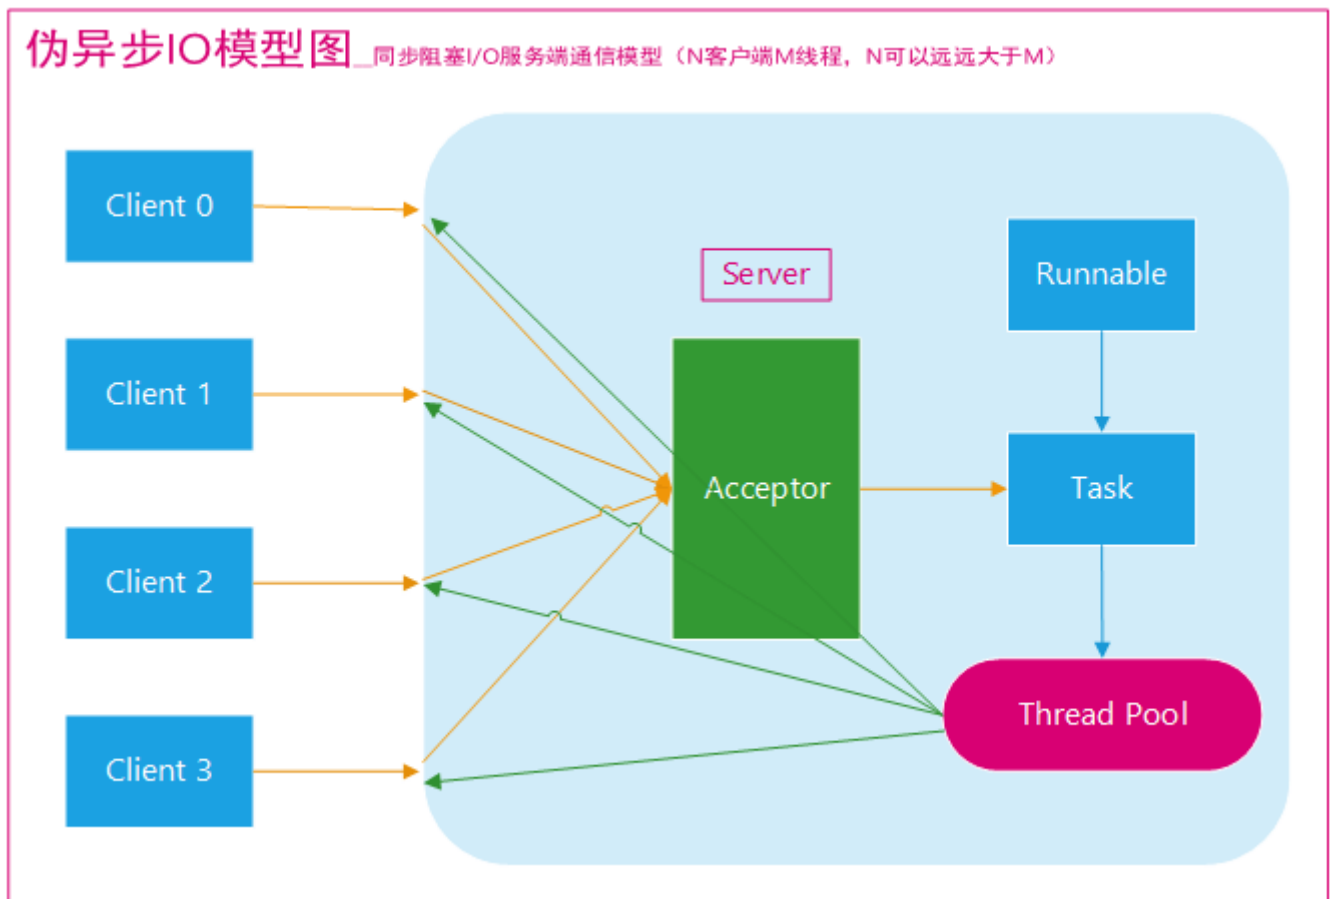 伪异步IO模型图_同步阻塞I/O服务端通信模型（N客户端M线程，N可以远远大于M）
Client 0
Client 1
Client 2
Client 3
Server
Acceptor
Runnable
Task
Thread Pool